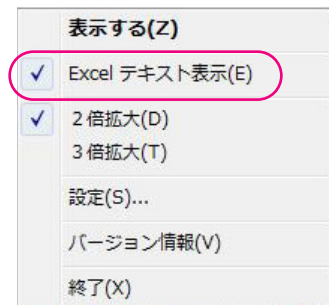 表示する(Z)
Excel テキスト表示(E)
2倍拡大(D)
3倍拡大(T)
設定(S)...
バージョン情報(V)
終了(X)